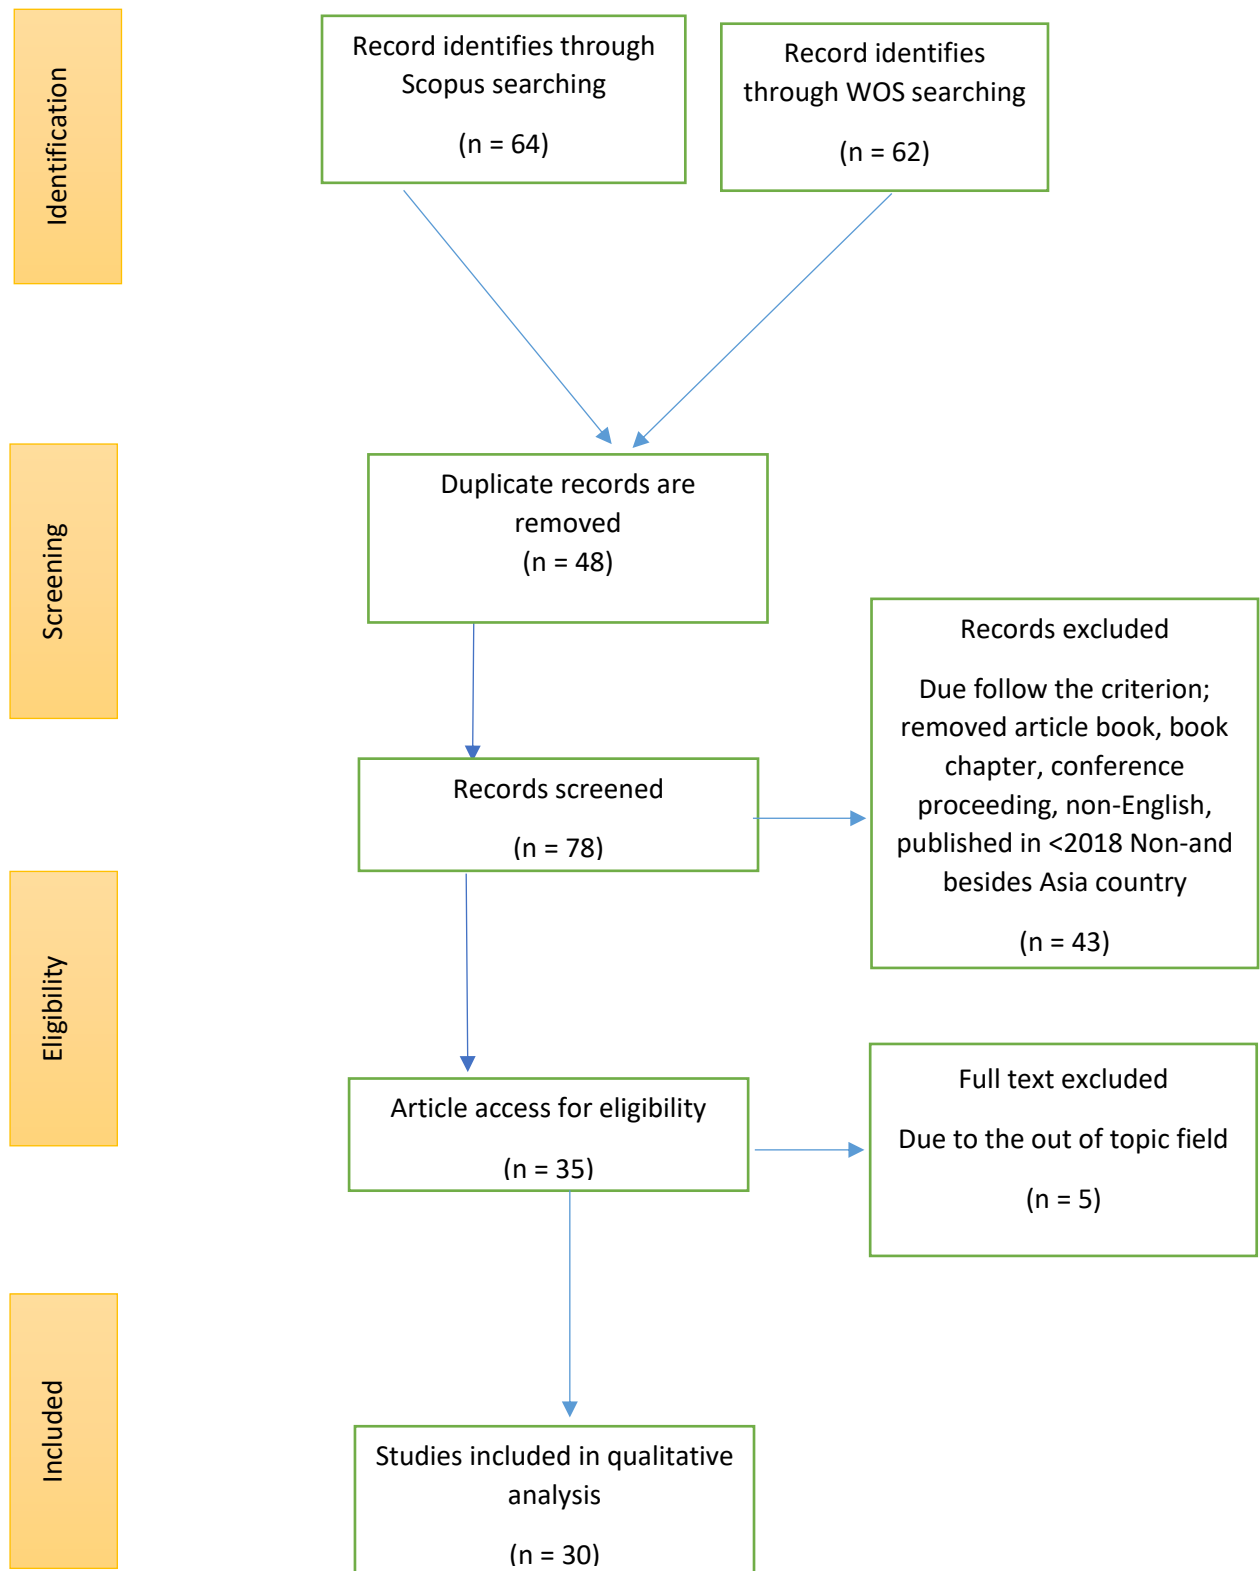 Identification
Record identifies through
Scopus searching
(n = 64)
Record identifies
through WOS searching
(n = 62)
Screening
Duplicate records are
removed
(n = 48)
Records screened
(n = 78)
Records excluded
Due follow the criterion;
removed article book, book
chapter, conference
proceeding, non-English,
published in <2018 Non-and
besides Asia country
(n = 43)
Eligibility
Article access for eligibility
(n = 35)
Full text excluded
Due to the out of topic field
(n = 5)
Included
Studies included in qualitative
analysis
(n = 30)